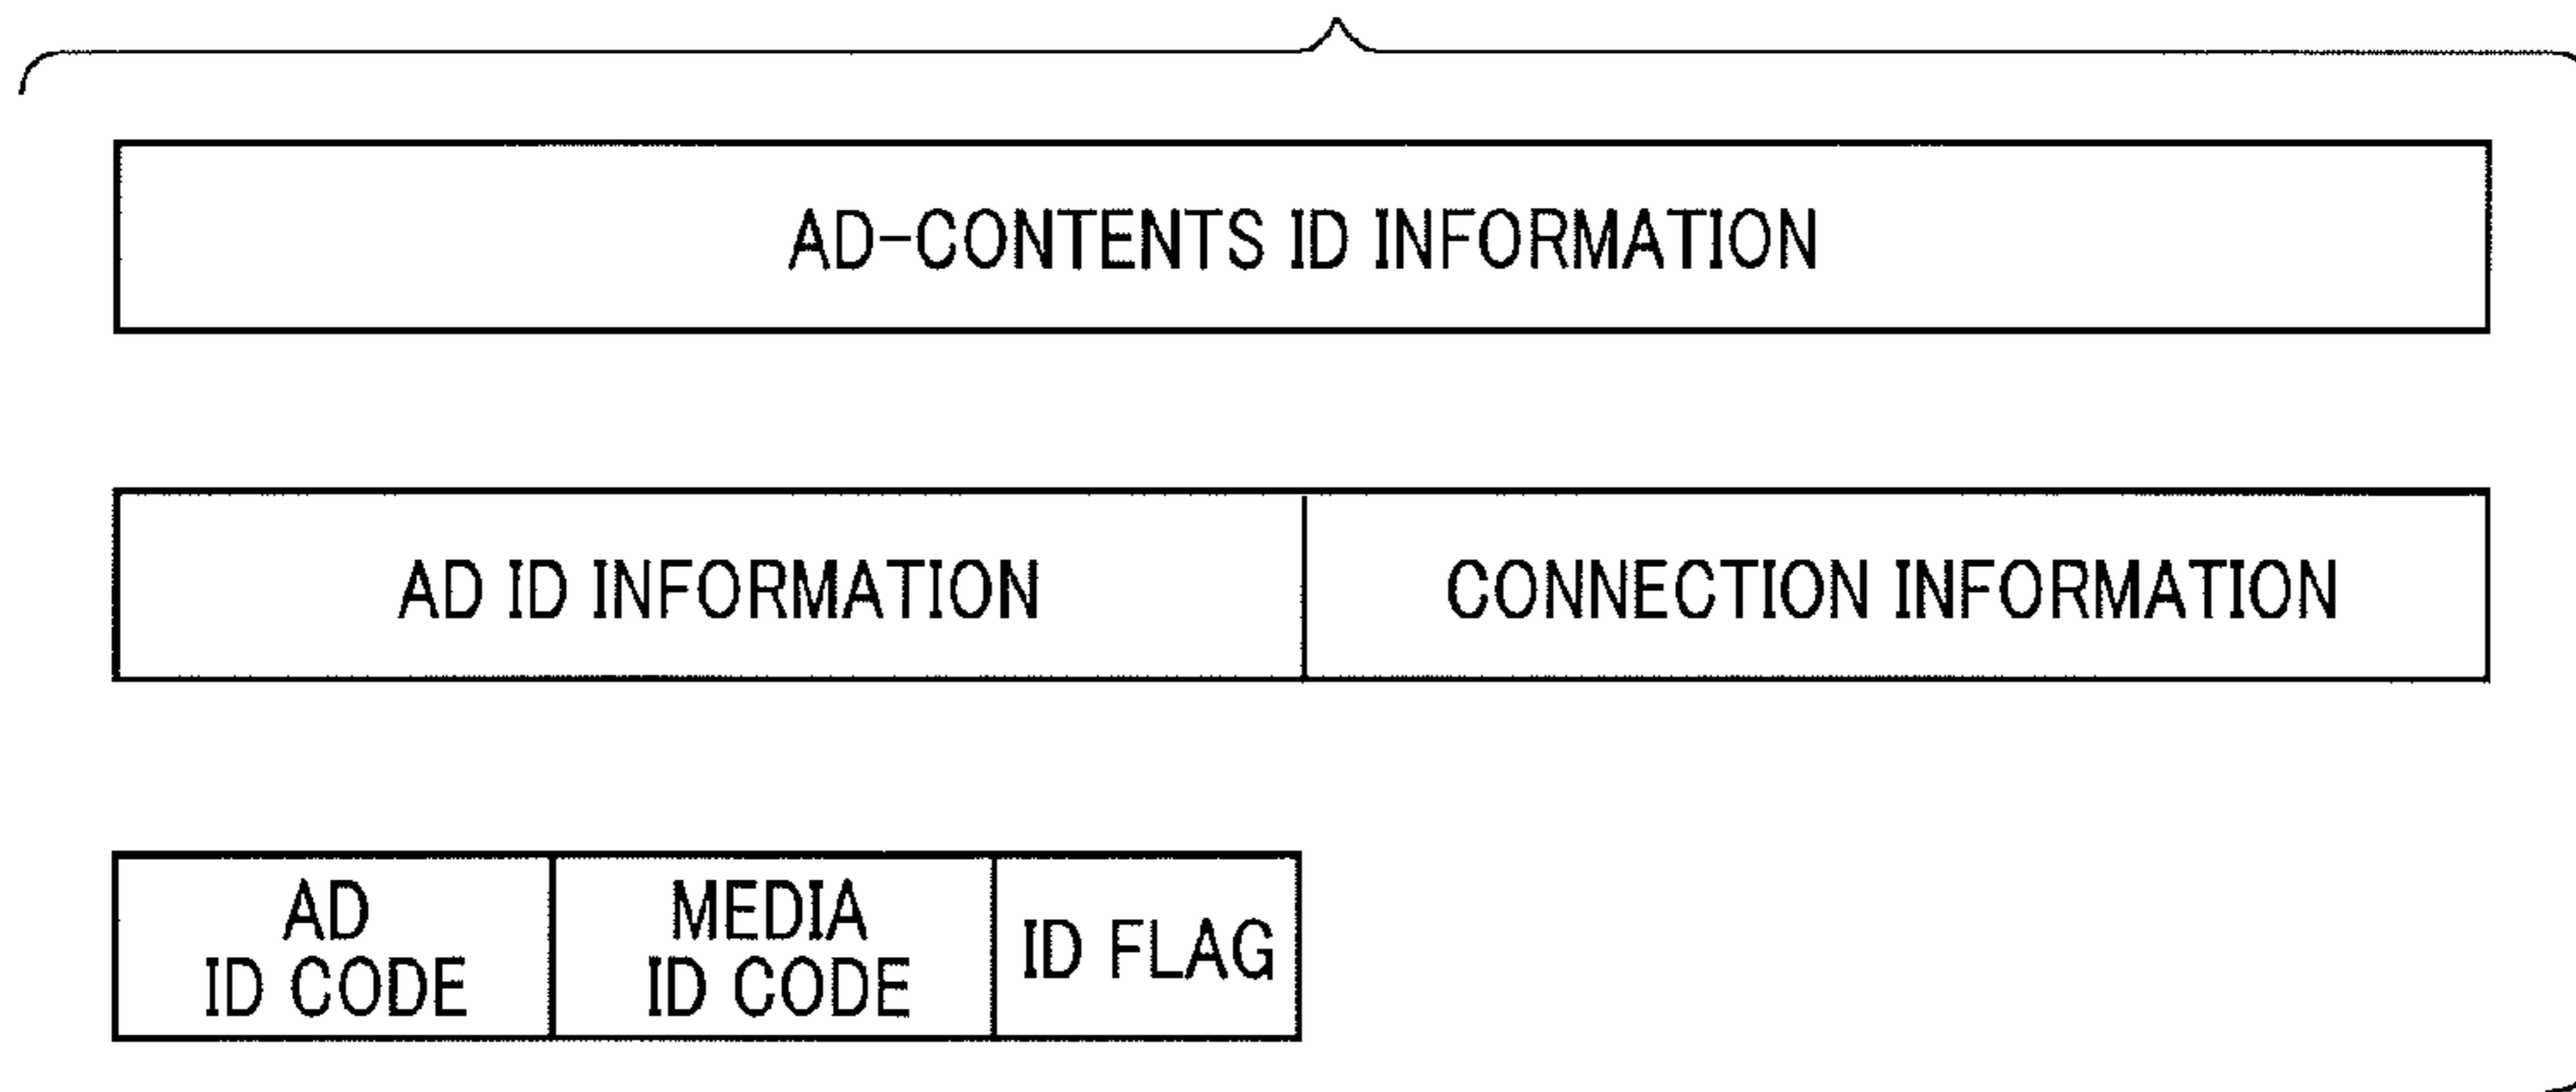 AD-CONTENTS ID INFORMATION
AD ID INFORMATION
CONNECTION INFORMATION
AD
ID CODE
MEDIA
ID CODE
ID FLAG